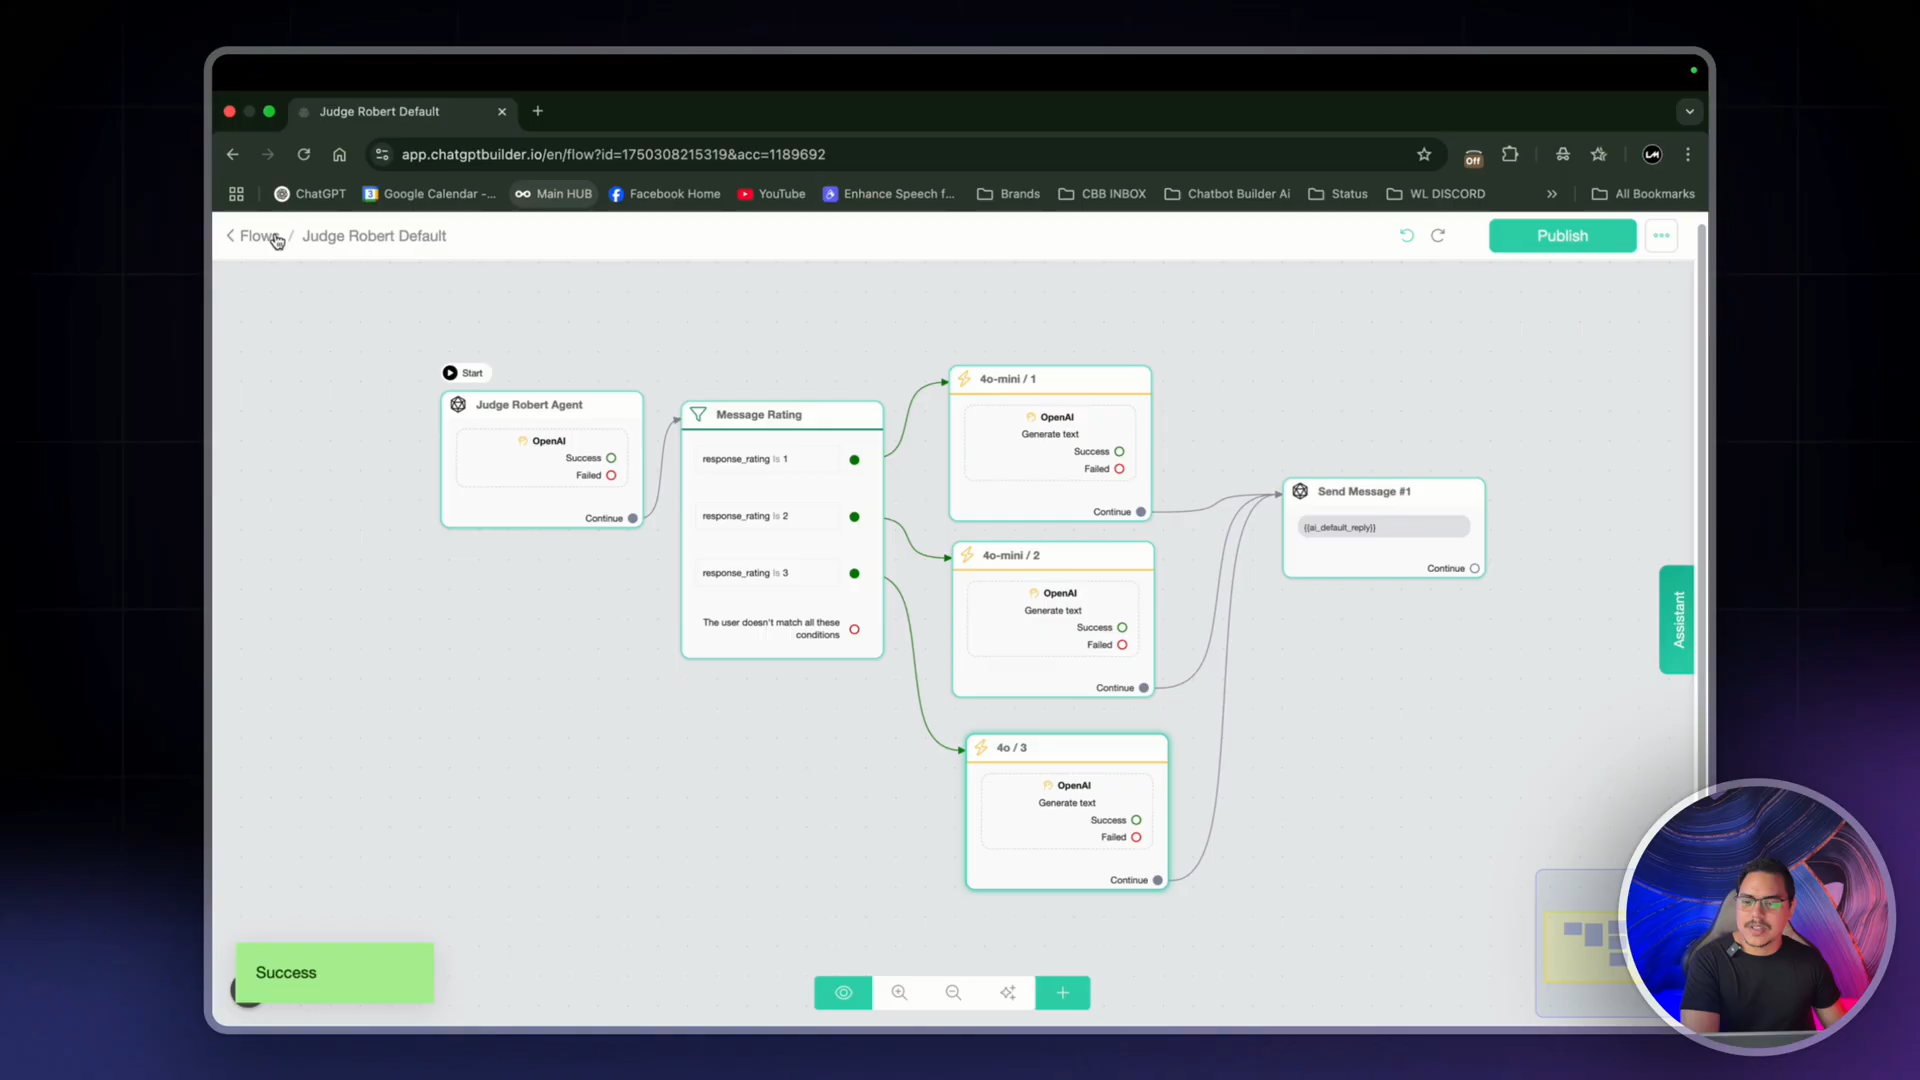 Judge Robert Default
app.chatgptbuilder.io/en/flow?id=1750308215319&acc=1189692
Off
ChatGPT
Google Calendar -...
Main HUB
Facebook Home
YouTube
Enhance Speech f...
Brands
CBB INBOX
Chatbot Builder Ai
Status
WL DISCORD
All Bookmarks
/ Judge Robert Default
Publish
Start
Judge Robert Agent
OpenAI
Success
Failed
Continue
Message Rating
response_rating is 1
response_rating is 2
response_rating is 3
The user doesn't match all these
conditions
4o-mini / 1
OpenAI
Generate text
Success
Failed
Continue
4o-mini / 2
OpenAI
Generate text
Success
Failed
Continue
4o / 3
OpenAI
Generate text
Success
Failed
Continue
Send Message #1
{{ai_default_reply}}
Continue
Assistant
Success